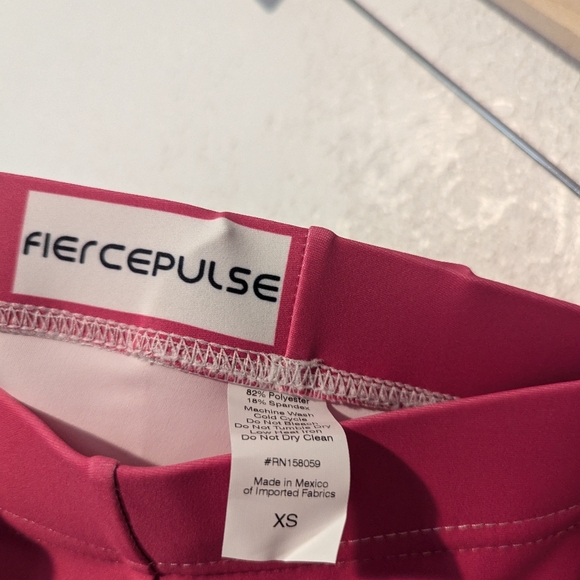 FIERCEPULSE
82% Polyester
18% Spandex
Machine Wash
Cold Cycle
Do Not Bleach
Do Not Tumble Dry
Low Heat Iron
Do Not Dry Clean
#RN158059
Made in Mexico
of Imported Fabrics
XS